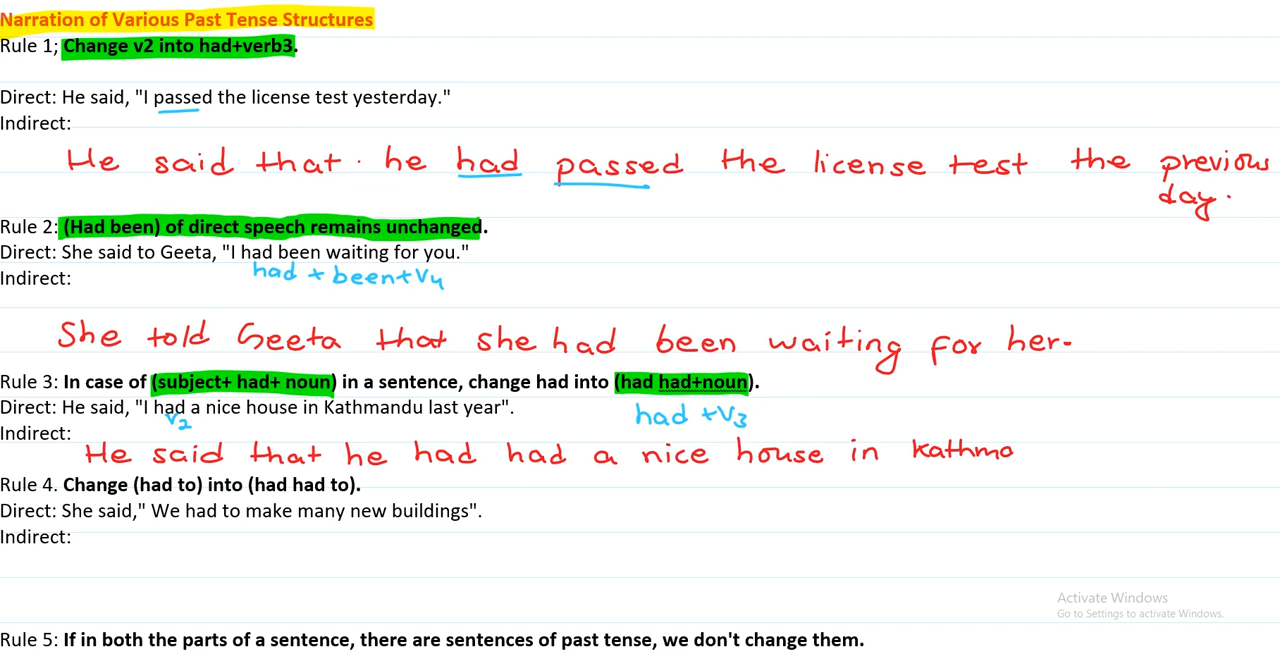 Narration of Various Past Tense Structures
Rule 1; Change v2 into had+verb3.
Direct: He said, "I passed the license test yesterday."
Indirect:
He said that. he had passed the license test the previous
day.
Rule 2: (Had been) of direct speech remains unchanged.
Direct: She said to Geeta, "I had been waiting for you."
had + been+V4
Indirect:
She told Geeta that she had been waiting for her.
Rule 3: In case of (subject+ had+ noun) in a sentence, change had into (had had+noun).
Direct: He said, "I had a nice house in Kathmandu last year".
V2 had +V3
Indirect:
He said that he had had a nice house in Kathma
Rule 4. Change (had to) into (had had to).
Direct: She said," We had to make many new buildings".
Indirect:
Activate Windows
Go to Settings to activate Windows.
Rule 5: If in both the parts of a sentence, there are sentences of past tense, we don't change them.